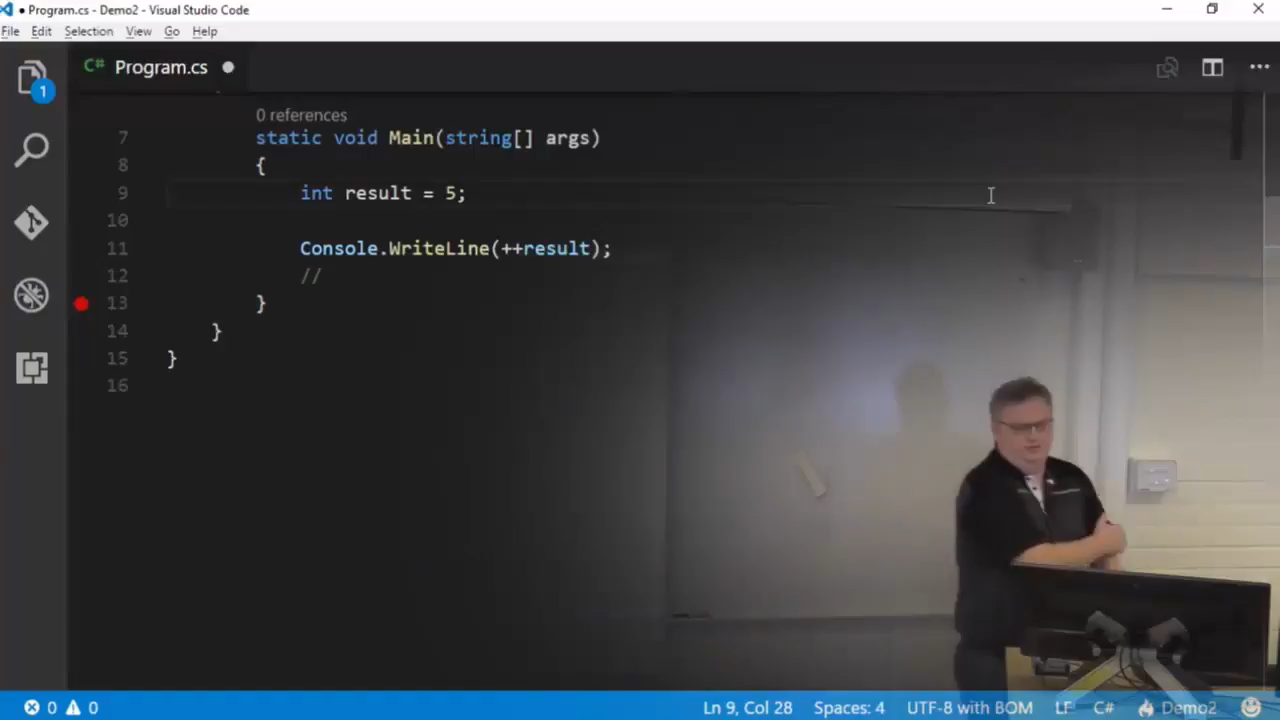 ● Program.cs - Demo2 - Visual Studio Code
File Edit Selection View Go Help
C# Program.cs ●
1
0 references
7 static void Main(string[] args)
8 {
9 int result = 5;
10
11 Console.WriteLine(++result);
12 //
13 }
14 }
15 }
16
0 0 Ln 9, Col 28 Spaces: 4 UTF-8 with BOM LF C# Demo2